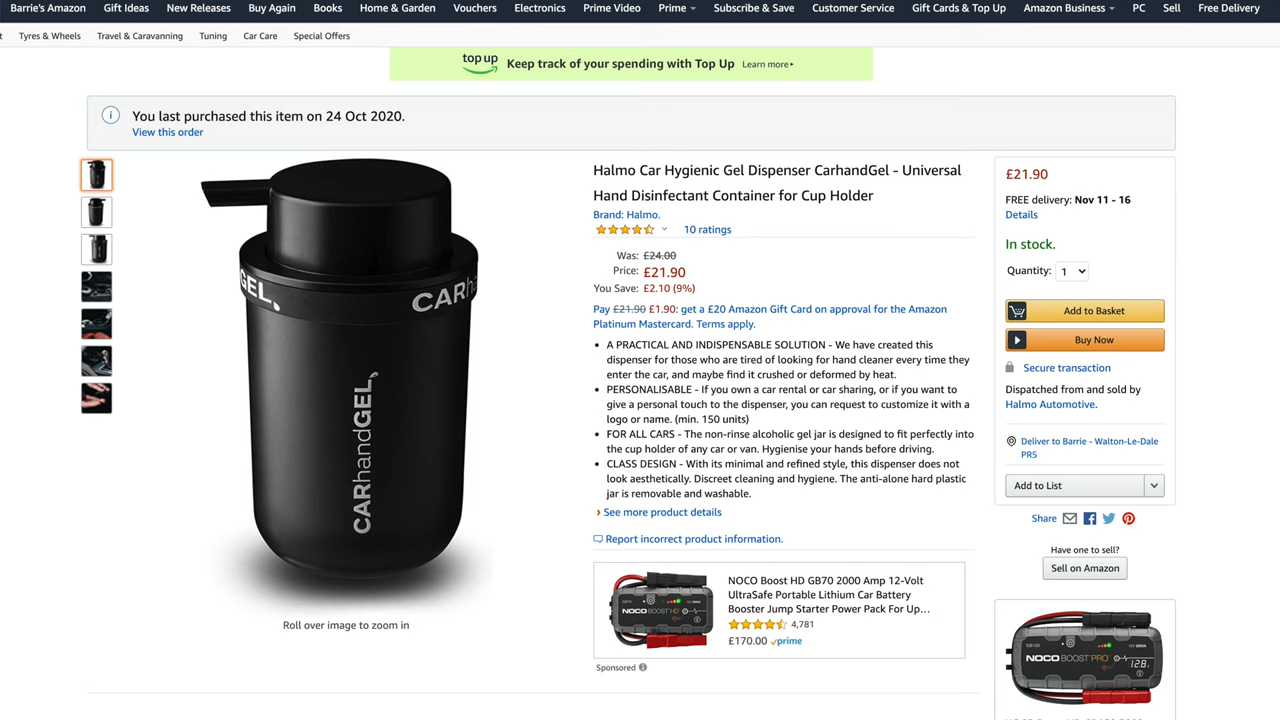 Barrie's Amazon Gift Ideas New Releases Buy Again Books Home & Garden Vouchers Electronics Prime Video Prime Subscribe & Save Customer Service Gift Cards & Top Up Amazon Business PC Sell Free Delivery
Tyres & Wheels Travel & Caravanning Tuning Car Care Special Offers
top up Keep track of your spending with Top Up Learn more
You last purchased this item on 24 Oct 2020.
View this order
GEL,
CARha
CARhandGEL,
Roll over image to zoom in
Halmo Car Hygienic Gel Dispenser CarhandGel - Universal
Hand Disinfectant Container for Cup Holder
Brand: Halmo.
10 ratings
Was: £24.00
Price: £21.90
You Save: £2.10 (9%)
Pay £21.90 £1.90: get a £20 Amazon Gift Card on approval for the Amazon
Platinum Mastercard. Terms apply.
• A PRACTICAL AND INDISPENSABLE SOLUTION - We have created this
dispenser for those who are tired of looking for hand cleaner every time they
enter the car, and maybe find it crushed or deformed by heat.
• PERSONALISABLE - If you own a car rental or car sharing, or if you want to
give a personal touch to the dispenser, you can request to customize it with a
logo or name. (min. 150 units)
• FOR ALL CARS - The non-rinse alcoholic gel jar is designed to fit perfectly into
the cup holder of any car or van. Hygienise your hands before driving.
• CLASS DESIGN - With its minimal and refined style, this dispenser does not
look aesthetically. Discreet cleaning and hygiene. The anti-alone hard plastic
jar is removable and washable.
› See more product details
Report incorrect product information.
NOCO BOOST HD
NOCO Boost HD GB70 2000 Amp 12-Volt
UltraSafe Portable Lithium Car Battery
Booster Jump Starter Power Pack For Up...
4,781
£170.00 prime
Sponsored
£21.90
FREE delivery: Nov 11 - 16
Details
In stock.
Quantity: 1
Add to Basket
Buy Now
Secure transaction
Dispatched from and sold by
Halmo Automotive.
Deliver to Barrie - Walton-Le-Dale
PR5
Add to List
Share
Have one to sell?
Sell on Amazon
NOCO BOOST PRO
12.8